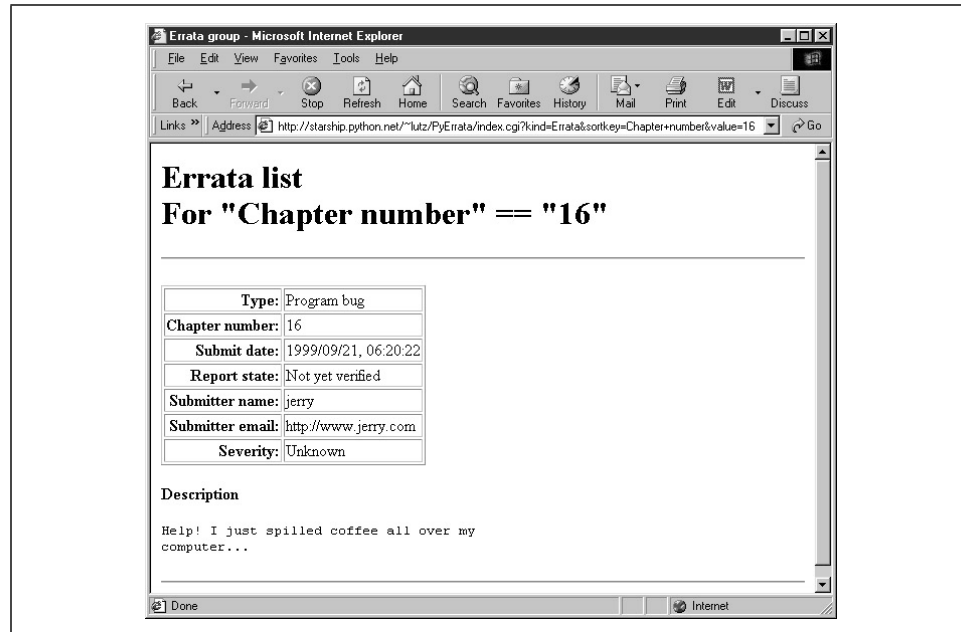 Errata group - Microsoft Internet Explorer
File Edit View Favorites Tools Help
Back Forward Stop Refresh Home Search Favorites History Mail Print Edit Discuss
Links » Address http://starship.python.net/~lutz/PyErrata/index.cgi?kind=Errata&sortkey=Chapter+number&value=16 Go
Errata list
For "Chapter number" == "16"
Type: Program bug
Chapter number: 16
Submit date: 1999/09/21, 06:20:22
Report state: Not yet verified
Submitter name: jerry
Submitter email: http://www.jerry.com
Severity: Unknown
Description
Help! I just spilled coffee all over my
computer...
Done Internet